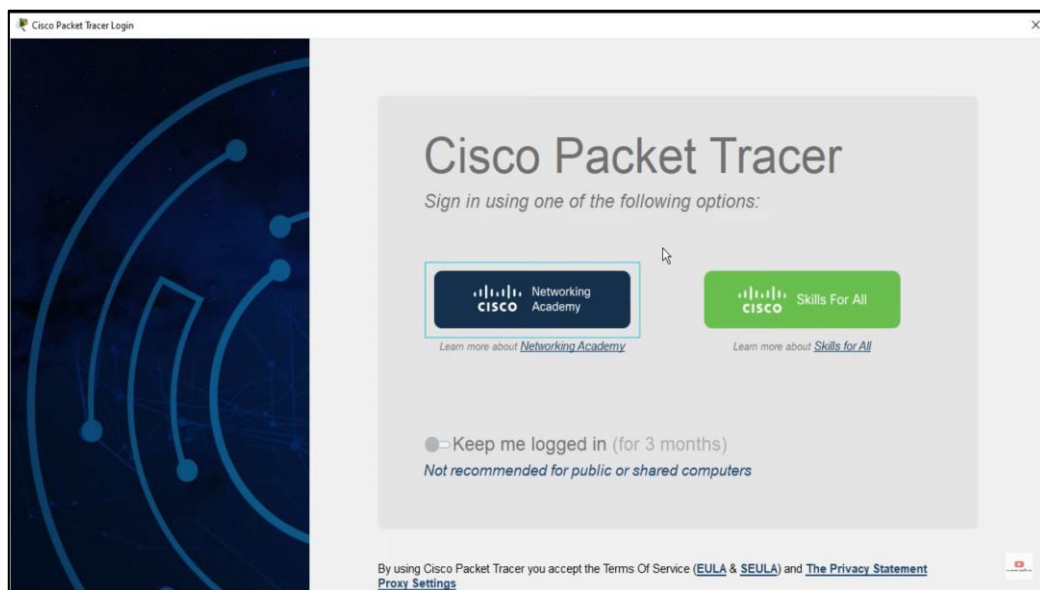 Cisco Packet Tracer Login
Cisco Packet Tracer
Sign in using one of the following options:
CISCO Networking Academy
CISCO Skills For All
Learn more about Networking Academy
Learn more about Skills for All
Keep me logged in (for 3 months)
Not recommended for public or shared computers
By using Cisco Packet Tracer you accept the Terms Of Service (EULA & SEULA) and The Privacy Statement
Proxy Settings